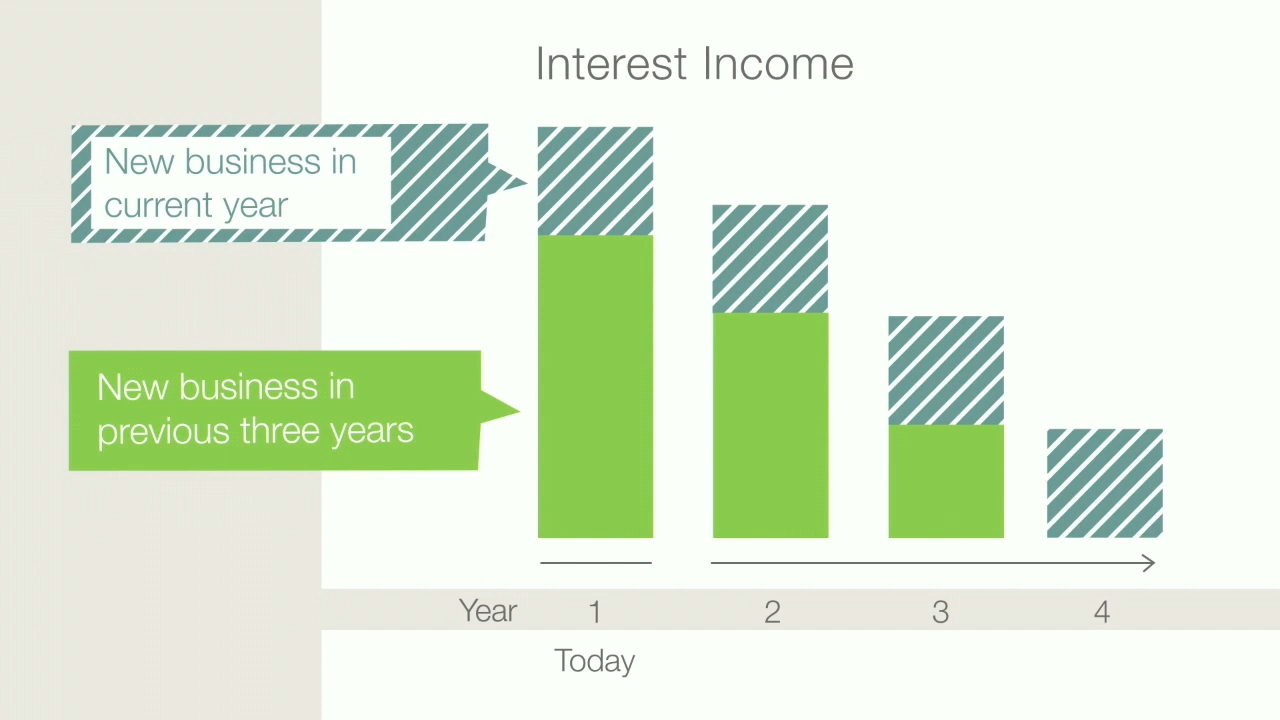 Interest Income
New business in
current year
New business in
previous three years
Year 1 2 3 4
Today